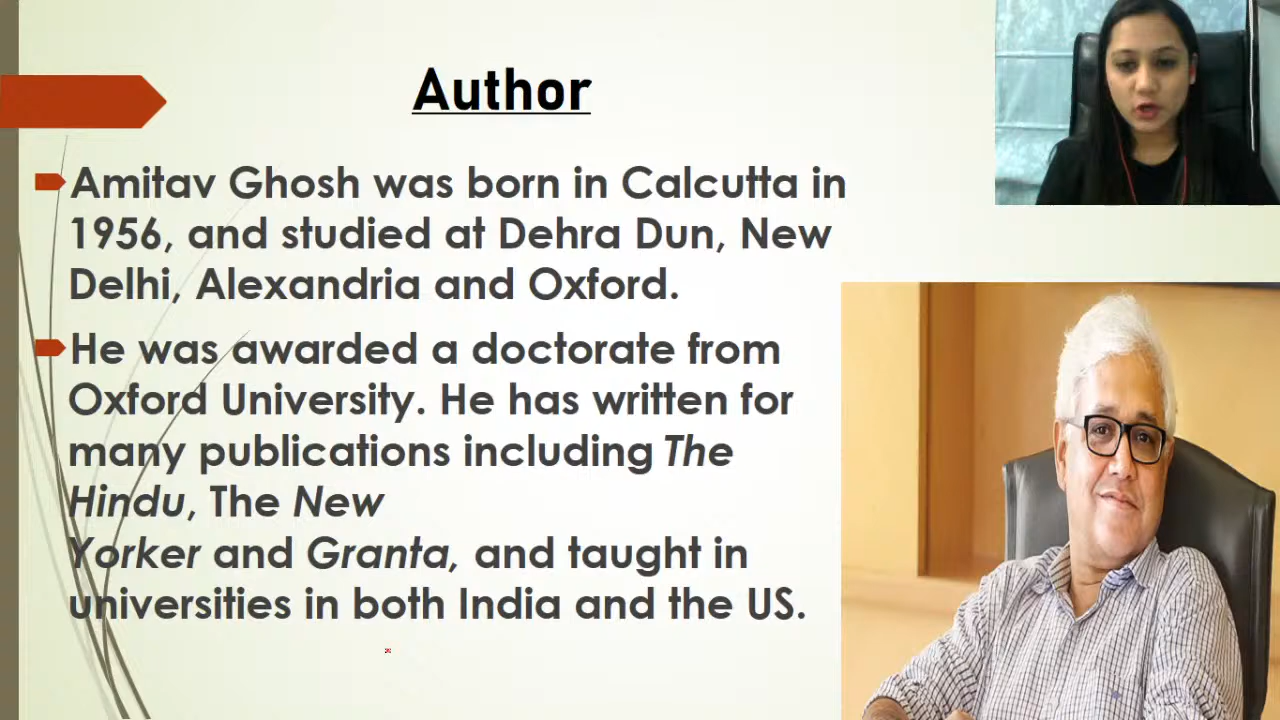 Author
Amitav Ghosh was born in Calcutta in
1956, and studied at Dehra Dun, New
Delhi, Alexandria and Oxford.
He was awarded a doctorate from
Oxford University. He has written for
many publications including The
Hindu, The New
Yorker and Granta, and taught in
universities in both India and the US.